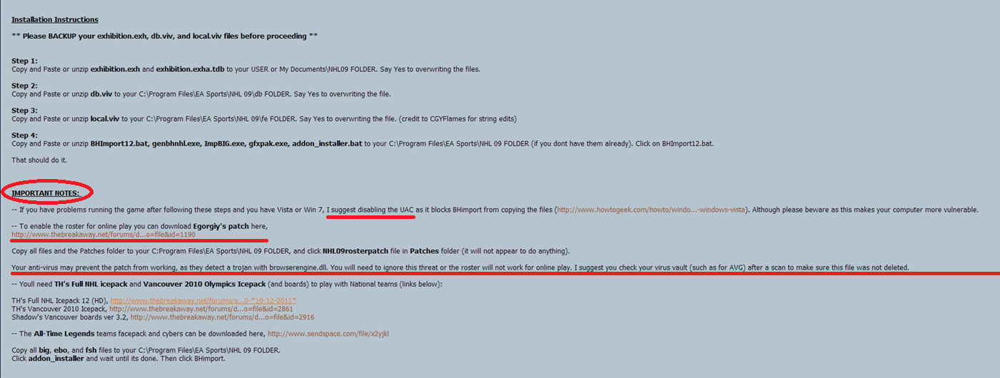 Installation Instructions
** Please BACKUP your exhibition.exh, db.viv, and local.viv files before proceeding **
Step 1:
Copy and Paste or unzip exhibition.exh and exhibition.exha.tdb to your USER or My Documents\NHL09 FOLDER. Say Yes to overwriting the files.
Step 2:
Copy and Paste or unzip db.viv to your C:\Program Files\EA Sports\NHL 09\db FOLDER. Say Yes to overwriting the file.
Step 3:
Copy and Paste or unzip local.viv to your C:\Program Files\EA Sports\NHL 09\fe FOLDER. Say Yes to overwriting the file. (credit to CGYFlames for string edits)
Step 4:
Copy and Paste or unzip BHImport12.bat, genbhnhl.exe, ImpBIG.exe, gfxpak.exe, addon_installer.bat to your C:\Program Files\EA Sports\NHL 09 FOLDER (if you dont have them already). Click on BHImport12.bat.
That should do it.
IMPORTANT NOTES:
-- If you have problems running the game after following these steps and you have Vista or Win 7, I suggest disabling the UAC as it blocks BHimport from copying the files (http://www.howtogeek.com/howto/windo...-windows-vista). Although please beware as this makes your computer more vulnerable.
-- To enable the roster for online play you can download Egorgiy's patch here,
http://www.thebreakaway.net/forums/d...o=file&id=1190
Copy all files and the Patches folder to your C:Program Files\EA Sports\NHL 09 FOLDER, and click NHL09rosterpatch file in Patches folder (it will not appear to do anything).
Your anti-virus may prevent the patch from working, as they detect a trojan with browserengine.dll. You will need to ignore this threat or the roster will not work for online play. I suggest you check your virus vault (such as for AVG) after a scan to make sure this file was not deleted.
-- Youll need TH's Full NHL icepack and Vancouver 2010 Olympics Icepack (and boards) to play with National teams (links below):
TH's Full NHL Icepack 12 (HD), http://www.thebreakaway.net/forums/s...0-*10-12-2011*
TH's Vancouver 2010 Icepack, http://www.thebreakaway.net/forums/d...o=file&id=2861
Shadow's Vancouver boards ver 3.2, http://www.thebreakaway.net/forums/d...o=file&id=2916
-- The All-Time Legends teams facepack and cybers can be downloaded here, http://www.sendspace.com/file/x2yjkl
Copy all big, ebo, and fsh files to your C:\Program Files\EA Sports\NHL 09 FOLDER.
Click addon_installer and wait until its done. Then click BHimport.